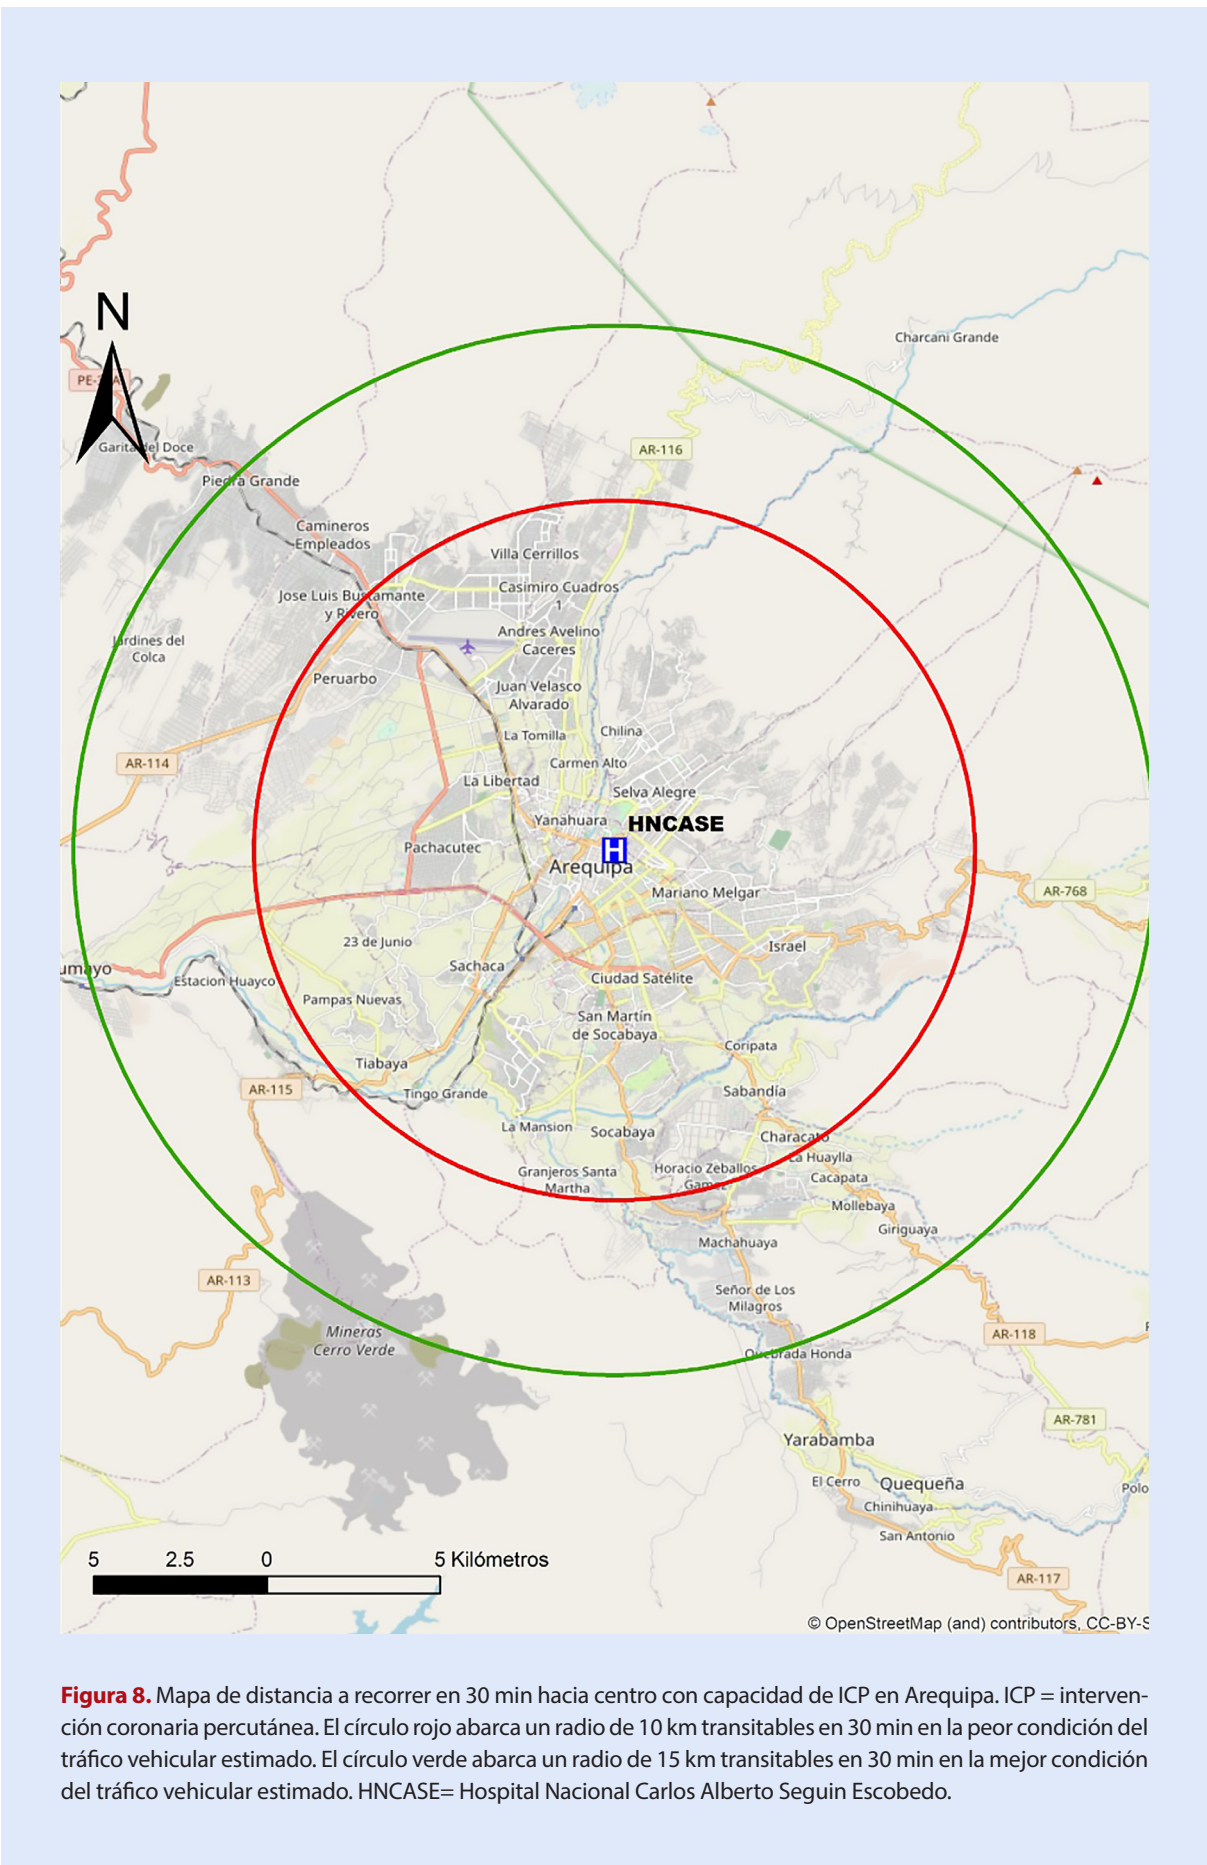 N
Charcani Grande
PE-
A
Garita del Doce
AR-116
Piedra Grande
Camineros
Empleados
Villa Cerrillos
Jose Luis Bustamante
y Rivero
Casimiro Cuadros
1
Andres Avelino
Caceres
Jardines del
Colca
Peruarbo
Juan Velasco
Alvarado
La Tomilla
Chilina
AR-114
Carmen Alto
La Libertad
Selva Alegre
Yanahuara
HNCASE
H
Pachacutec
Arequipa
Mariano Melgar
AR-768
23 de Junio
Israel
umayo
Sachaca
Estacion Huayco
Ciudad Satélite
Pampas Nuevas
San Martín
de Socabaya
Coripata
Tiabaya
AR-115
Tingo Grande
Sabandía
La Mansion
Socabaya
Characato
La Huaylla
Granjeros Santa
Martha
Horacio Zeballos
Gamez
Cacapata
Mollebaya
Giriguaya
Machahuaya
AR-113
Señor de Los
Milagros
Mineras
Cerro Verde
AR-118
Quebrada Honda
AR-781
Yarabamba
El Cerro
Quequeña
Polo
Chinihuaya
San Antonio
5 2.5 0 5 Kilómetros
AR-117
© OpenStreetMap (and) contributors, CC-BY-S
Figura 8. Mapa de distancia a recorrer en 30 min hacia centro con capacidad de ICP en Arequipa. ICP = interven-
ción coronaria percutánea. El círculo rojo abarca un radio de 10 km transitables en 30 min en la peor condición del
tráfico vehicular estimado. El círculo verde abarca un radio de 15 km transitables en 30 min en la mejor condición
del tráfico vehicular estimado. HNCASE= Hospital Nacional Carlos Alberto Seguin Escobedo.